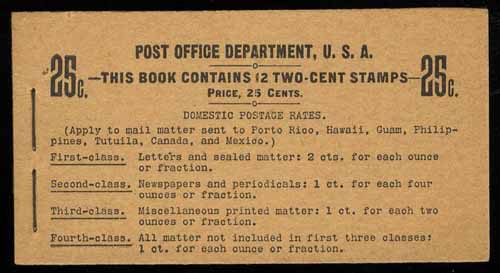 POST OFFICE DEPARTMENT, U. S. A.
25c. —THIS BOOK CONTAINS 12 TWO-CENT STAMPS— 25c.
PRICE, 25 CENTS.
DOMESTIC POSTAGE RATES.
(Apply to mail matter sent to Porto Rico, Hawaii, Guam, Philip-
pines, Tutuila, Canada, and Mexico.)
First-class. Letters and sealed matter: 2 cts. for each ounce
or fraction.
Second-class. Newspapers and periodicals: 1 ct. for each four
ounces or fraction.
Third-class. Miscellaneous printed matter: 1 ct. for each two
ounces or fraction.
Fourth-class. All matter not included in first three classes:
1 ct. for each ounce or fraction.